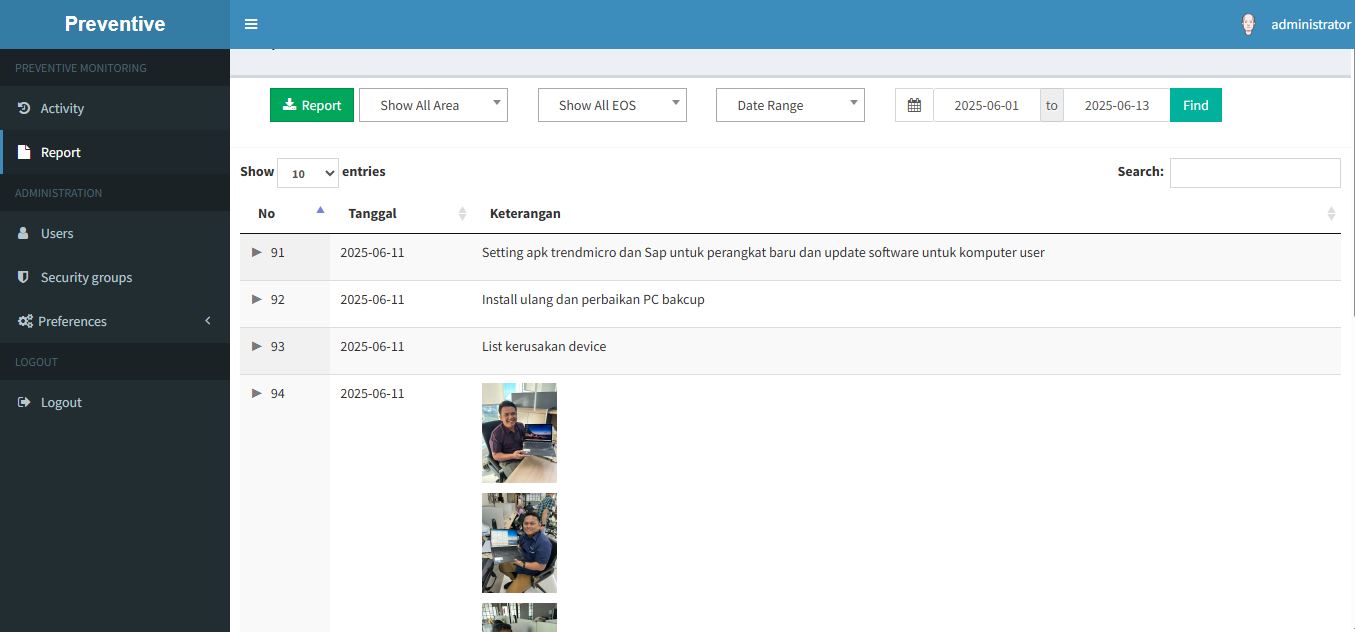 Preventive
administrator
PREVENTIVE MONITORING
Activity
Report
ADMINISTRATION
Users
Security groups
Preferences
LOGOUT
Logout
Report Show All Area Show All EOS Date Range 2025-06-01 to 2025-06-13 Find
Show 10 entries Search:
No Tanggal Keterangan
91 2025-06-11 Setting apk trendmicro dan Sap untuk perangkat baru dan update software untuk komputer user
92 2025-06-11 Install ulang dan perbaikan PC bakcup
93 2025-06-11 List kerusakan device
94 2025-06-11